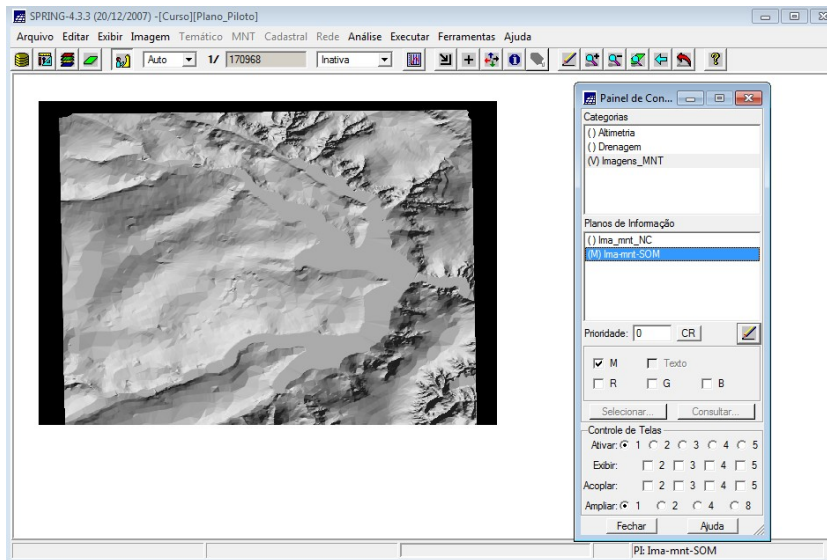 SPRING-4.3.3 (20/12/2007) -[Curso][Plano_Piloto]
Arquivo Editar Exibir Imagem Temático MNT Cadastral Rede Análise Executar Ferramentas Ajuda
Auto 1/ 170968 Inativa
Painel de Con...
Categorias
( ) Altimetria
( ) Drenagem
(V) Imagens_MNT
Planos de Informação
( ) Ima_mnt_NC
(M) Ima-mnt-SOM
Prioridade: 0 CR
M Texto
R G B
Selecionar... Consultar...
Controle de Telas
Ativar: 1 2 3 4 5
Exibir: 2 3 4 5
Acoplar: 2 3 4 5
Ampliar: 1 2 4 8
Fechar Ajuda
PI: Ima-mnt-SOM